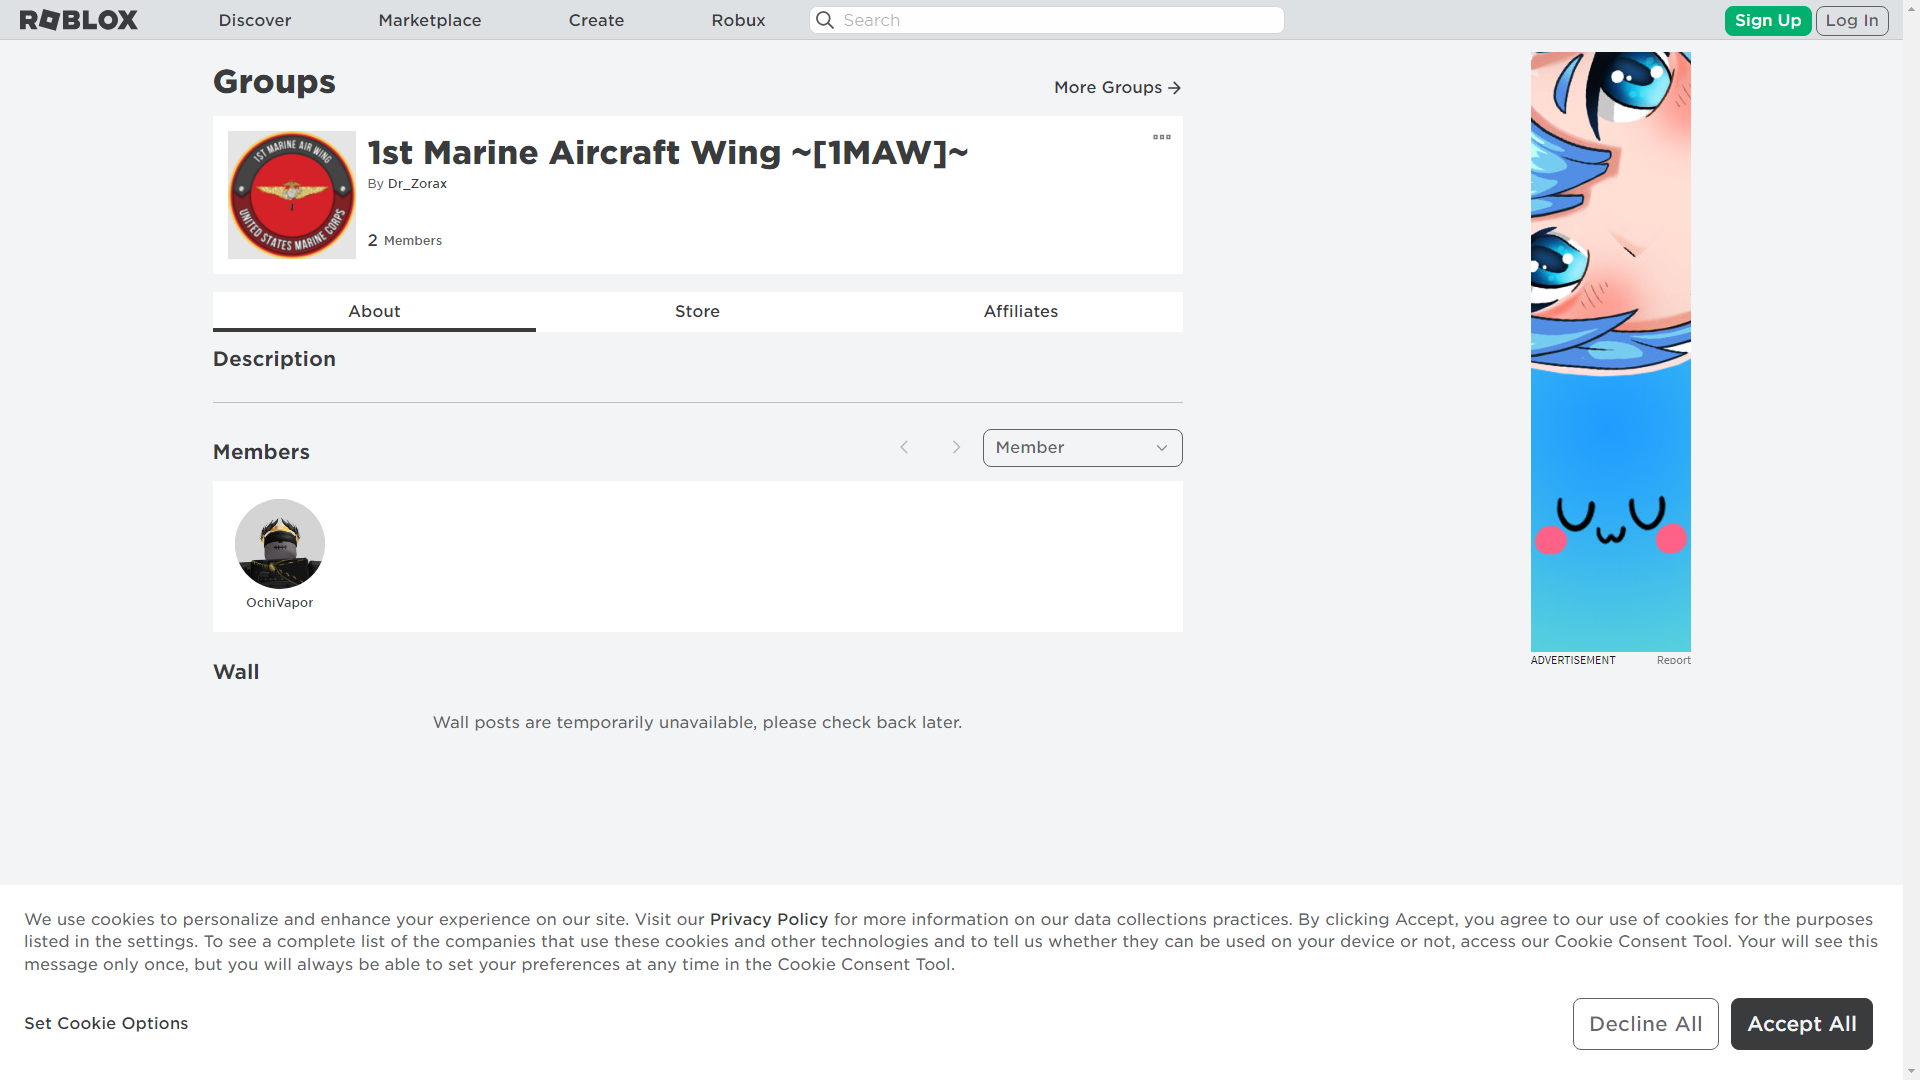 ROBLOX
Discover
Marketplace
Create
Robux
Search
Sign Up
Log In
Groups
More Groups
1ST MARINE AIR WING
UNITED STATES MARINE CORPS
1st Marine Aircraft Wing ~[1MAW]~
By Dr_Zorax
2 Members
About
Store
Affiliates
Description
Members
Member
OchiVapor
Wall
Wall posts are temporarily unavailable, please check back later.
ADVERTISEMENT
Report
We use cookies to personalize and enhance your experience on our site. Visit our Privacy Policy for more information on our data collections practices. By clicking Accept, you agree to our use of cookies for the purposes
listed in the settings. To see a complete list of the companies that use these cookies and other technologies and to tell us whether they can be used on your device or not, access our Cookie Consent Tool. Your will see this
message only once, but you will always be able to set your preferences at any time in the Cookie Consent Tool.
Set Cookie Options
Decline All
Accept All